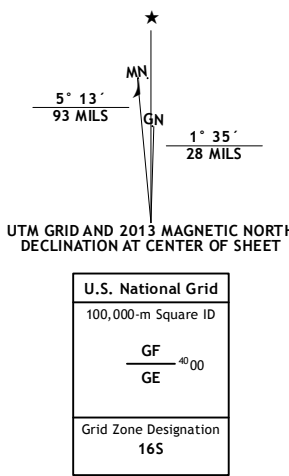 ★
MN.
5° 13´
93 MILS
GN
1° 35´
28 MILS
UTM GRID AND 2013 MAGNETIC NORTH
DECLINATION AT CENTER OF SHEET
U.S. National Grid
100,000-m Square ID
GF
4000
GE
Grid Zone Designation
16S